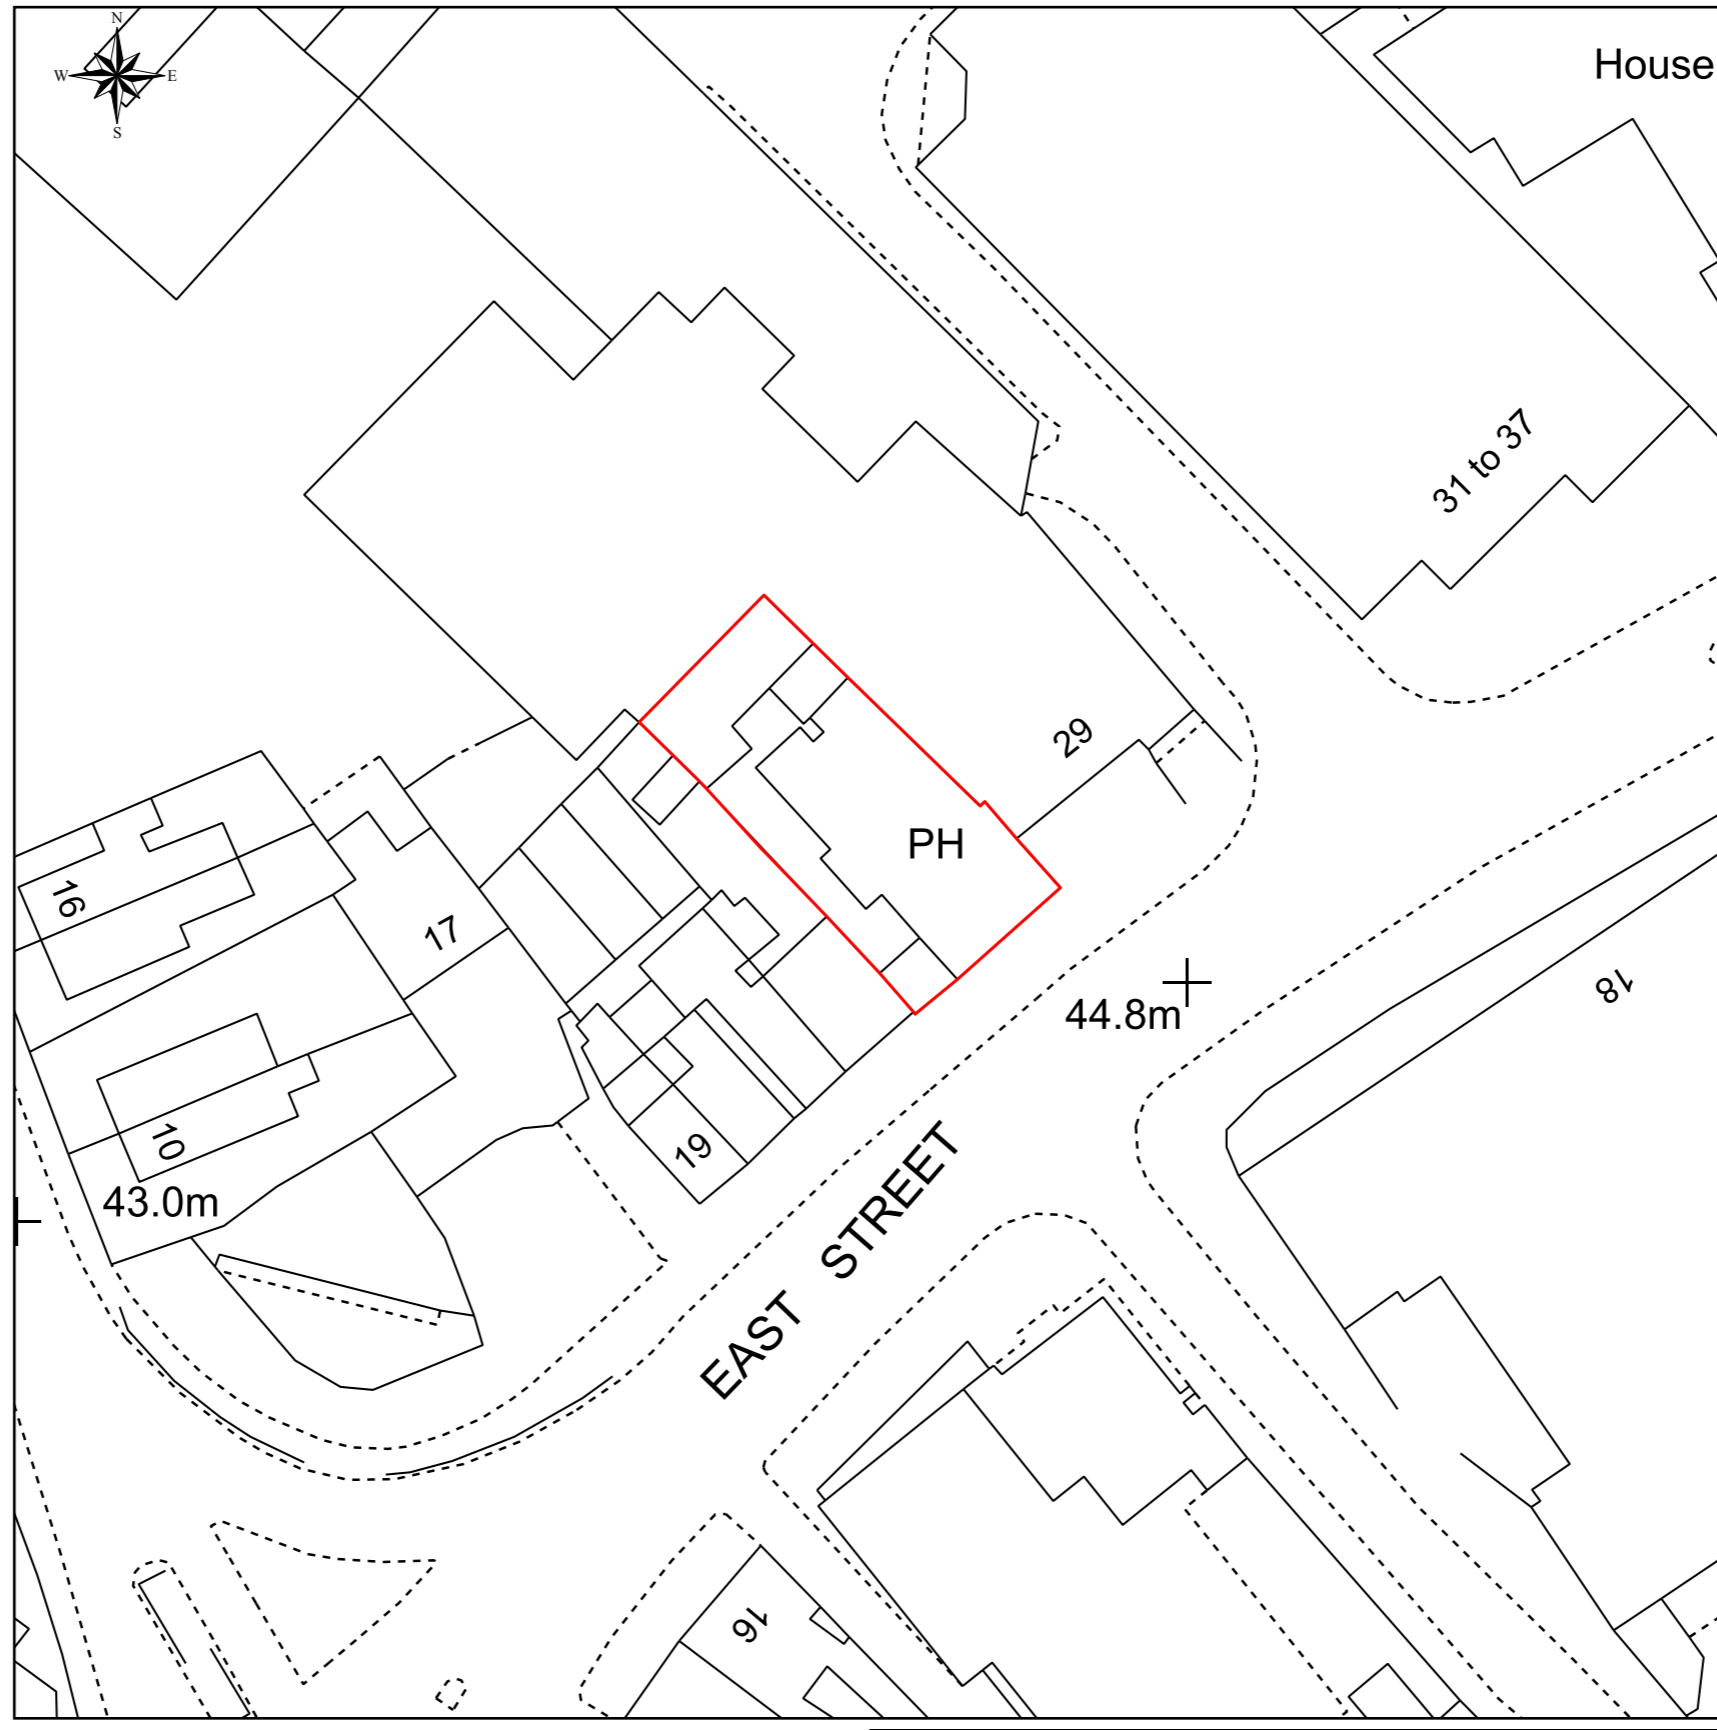 N
W E
S
House
31 to 37
29
PH
16
17
18
44.8m
10
19
43.0m
EAST STREET
16